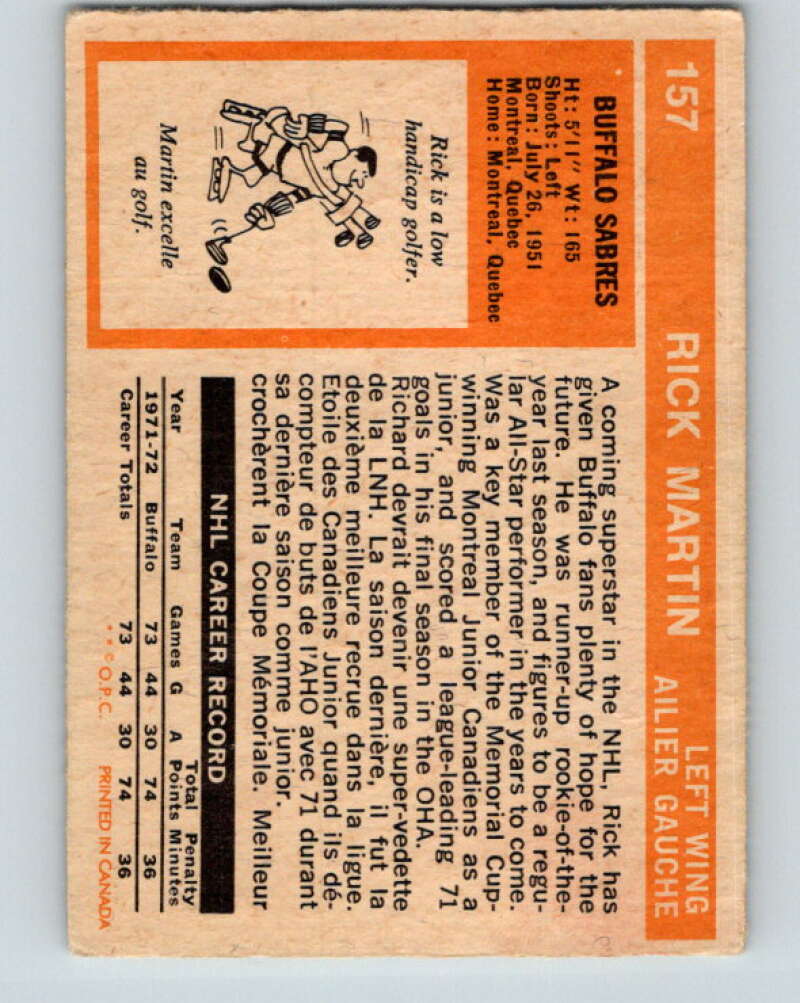 157 RICK MARTIN LEFT WING
AILIER GAUCHE
BUFFALO SABRES
Ht: 5'11" Wt: 165
Shoots: Left
Born: July 26, 1951
Montreal, Quebec
Home: Montreal, Quebec
Rick is a low
handicap golfer.
Martin excelle
au golf.
A coming superstar in the NHL, Rick has
given Buffalo fans plenty of hope for the
future. He was runner-up rookie-of-the-
year last season, and figures to be a regu-
lar All-Star performer in the years to come.
Was a key member of the Memorial Cup-
winning Montreal Junior Canadiens as a
junior, and scored a league-leading 71
goals in his final season in the OHA.
Richard devrait devenir une super-vedette
de la LNH. La saison dernière, il fut la
deuxième meilleure recrue dans la ligue.
Etoile des Canadiens Junior quand ils dé-
crochèrent la Coupe Mémoriale. Meilleur
compteur de buts de l'AHO avec 71 durant
sa dernière saison comme junior.
NHL CAREER RECORD
Total Penalty
Year Team Games G A Points Minutes
1971-72 Buffalo 73 44 30 74 36
Career Totals 73 44 30 74 36
* * © O.P.C. PRINTED IN CANADA